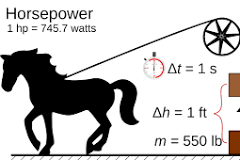 Horsepower
1 hp = 745.7 watts
Δt = 1 s
Δh = 1 ft
m = 550 lb